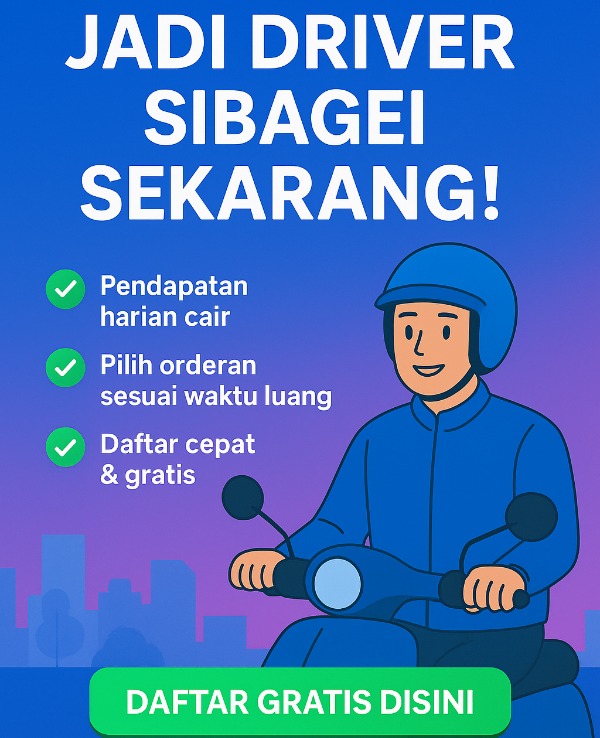 JADI DRIVER
SIBAGEI
SEKARANG!
Pendapatan
harian cair
Pilih orderan
sesuai waktu luang
Daftar cepat
& gratis
DAFTAR GRATIS DISINI